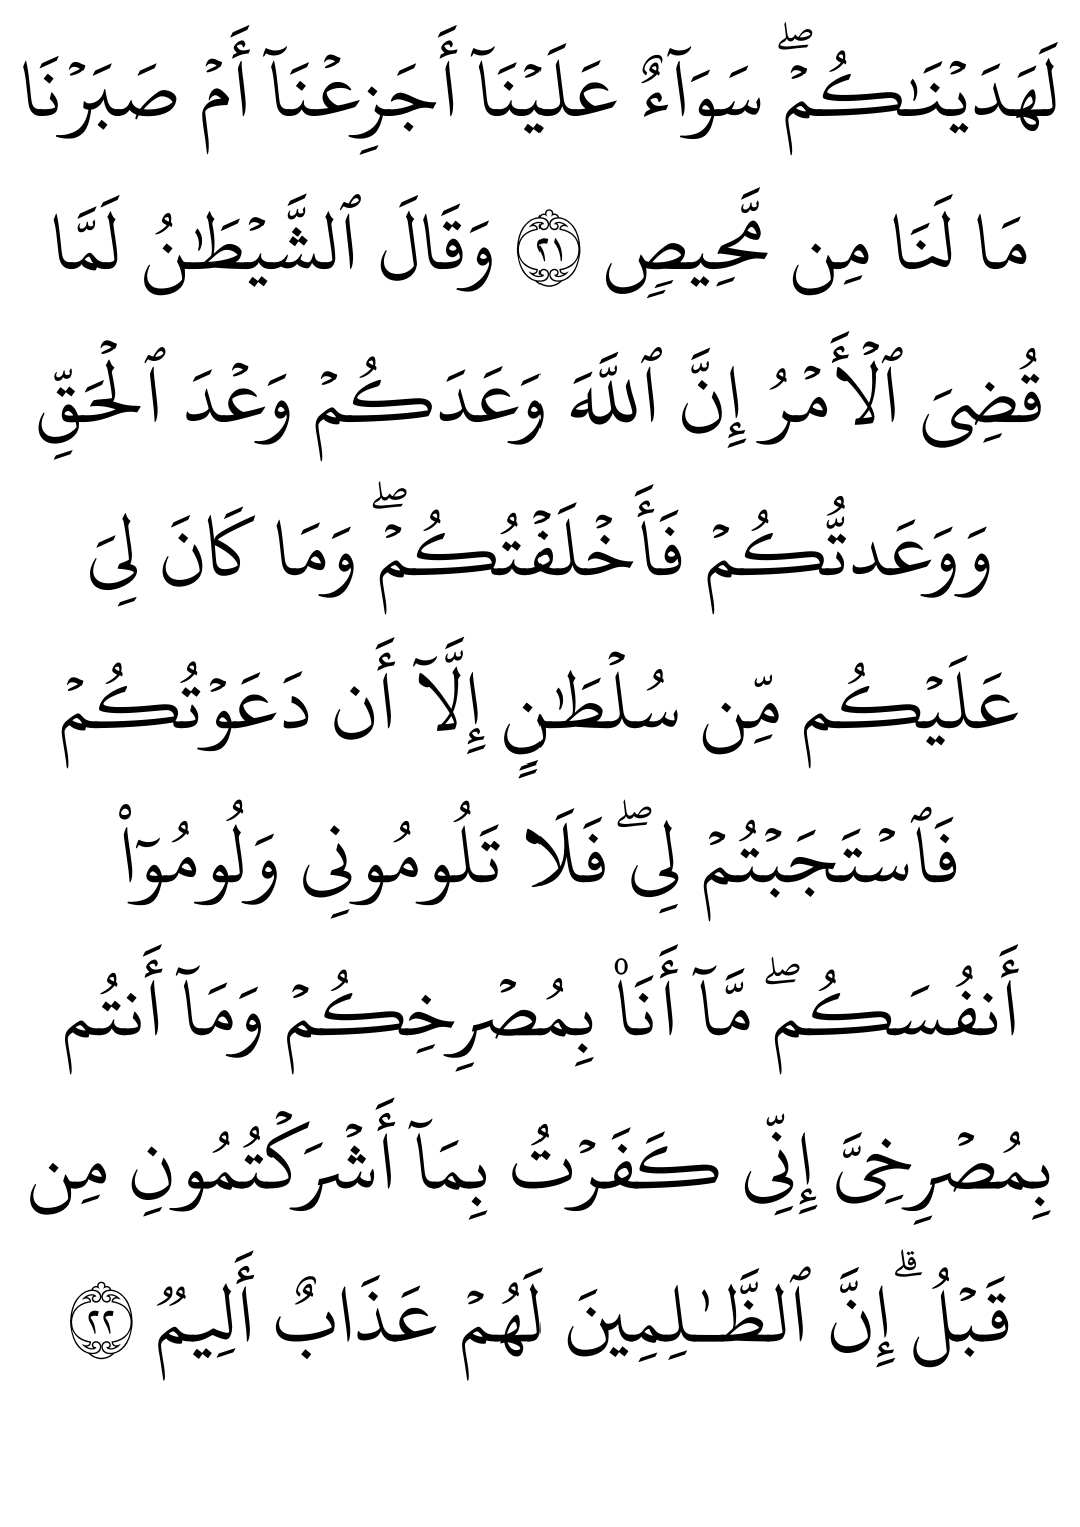 لَهَدَيۡنَٰكُمۡۖ سَوَآءٌ عَلَيۡنَآ أَجَزِعۡنَآ أَمۡ صَبَرۡنَا
مَا لَنَا مِن مَّحِيصٖ ٢١ وَقَالَ ٱلشَّيۡطَٰنُ لَمَّا
قُضِيَ ٱلۡأَمۡرُ إِنَّ ٱللَّهَ وَعَدَكُمۡ وَعۡدَ ٱلۡحَقِّ
وَوَعَدتُّكُمۡ فَأَخۡلَفۡتُكُمۡۖ وَمَا كَانَ لِيَ
عَلَيۡكُم مِّن سُلۡطَٰنٍ إِلَّآ أَن دَعَوۡتُكُمۡ
فَٱسۡتَجَبۡتُمۡ لِيۖ فَلَا تَلُومُونِي وَلُومُوٓاْ
أَنفُسَكُمۖ مَّآ أَنَا۠ بِمُصۡرِخِكُمۡ وَمَآ أَنتُم
بِمُصۡرِخِيَّ إِنِّي كَفَرۡتُ بِمَآ أَشۡرَكۡتُمُونِ مِن
قَبۡلُۗ إِنَّ ٱلظَّٰلِمِينَ لَهُمۡ عَذَابٌ أَلِيمٞ ٢٢